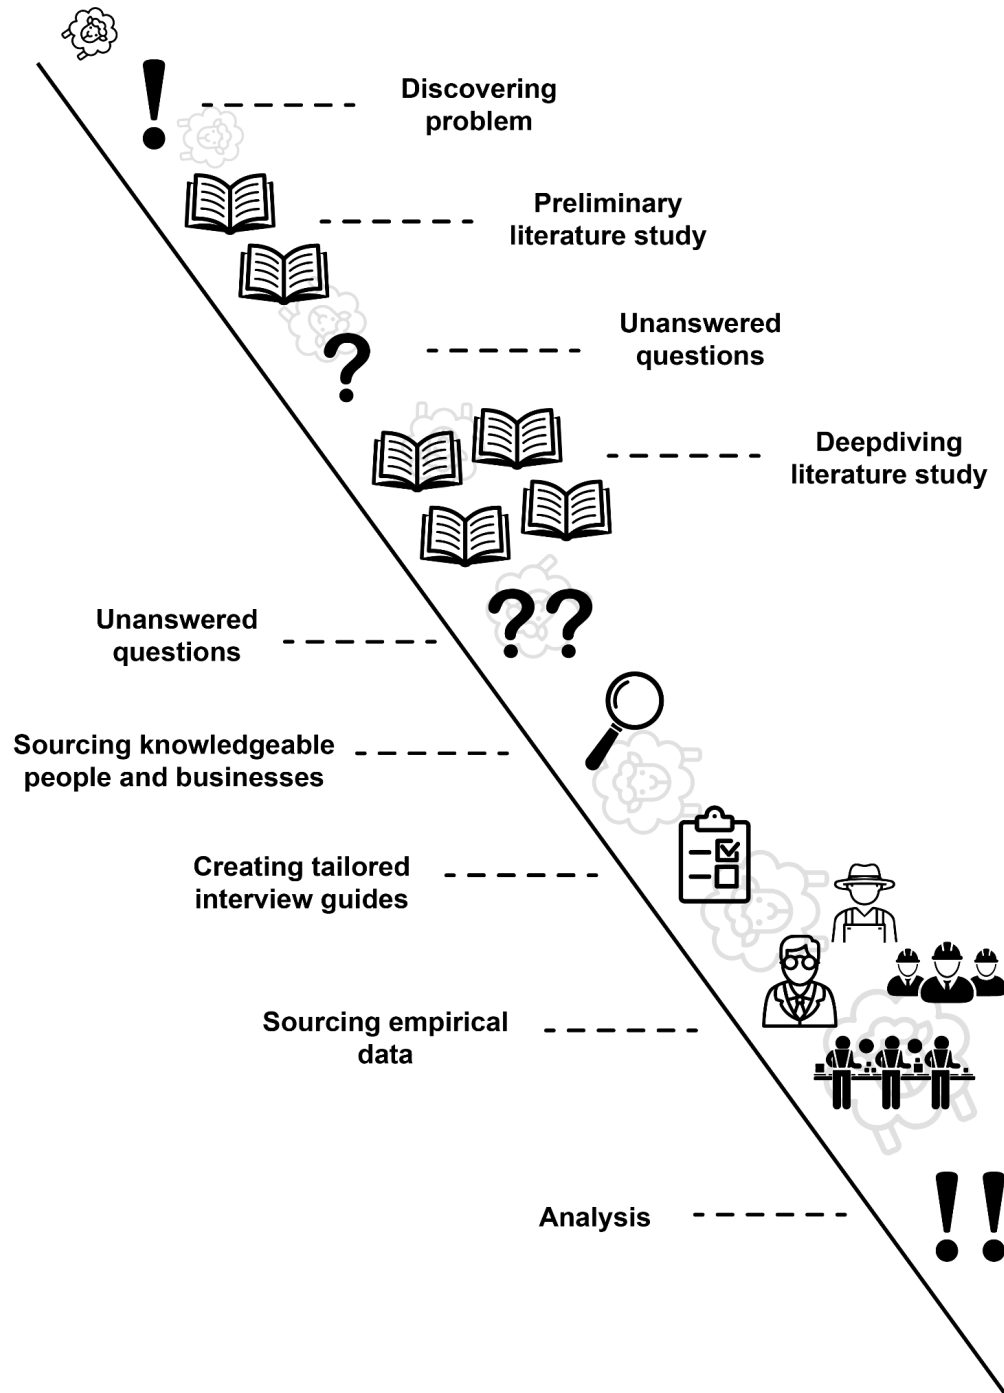 Discovering
problem
Preliminary
literature study
Unanswered
questions
Deepdiving
literature study
Unanswered
questions
Sourcing knowledgeable
people and businesses
Creating tailored
interview guides
Sourcing empirical
data
Analysis